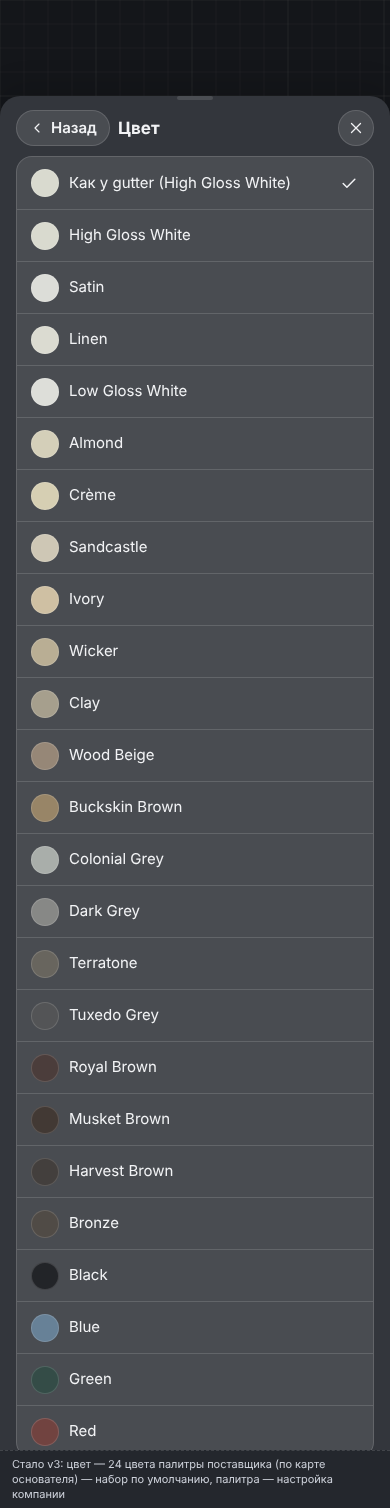 Назад
Цвет
Как у gutter (High Gloss White)
High Gloss White
Satin
Linen
Low Gloss White
Almond
Crème
Sandcastle
Ivory
Wicker
Clay
Wood Beige
Buckskin Brown
Colonial Grey
Dark Grey
Terratone
Tuxedo Grey
Royal Brown
Musket Brown
Harvest Brown
Bronze
Black
Blue
Green
Red
Стало v3: цвет — 24 цвета палитры поставщика (по карте
основателя) — набор по умолчанию, палитра — настройка
компании